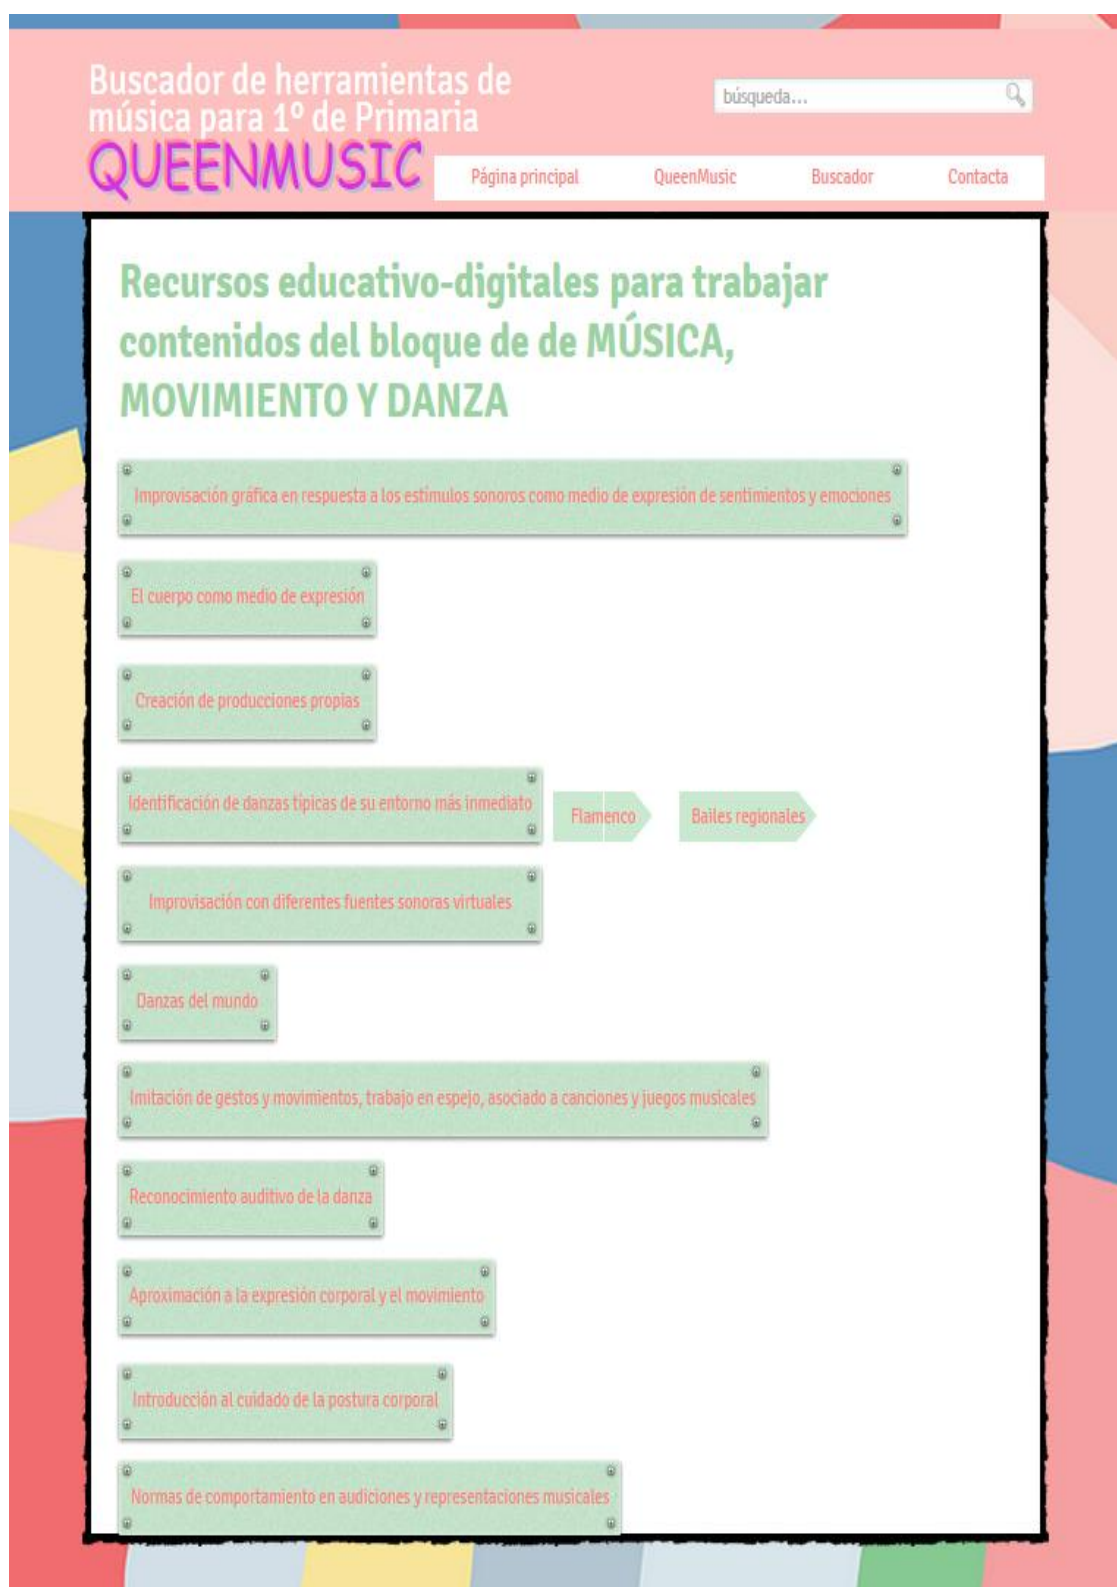 Buscador de herramientas de
música para 1º de Primaria
búsqueda...
QUEENMUSIC
Página principal QueenMusic Buscador Contacta
Recursos educativo-digitales para trabajar
contenidos del bloque de de MÚSICA,
MOVIMIENTO Y DANZA
Improvisación gráfica en respuesta a los estímulos sonoros como medio de expresión de sentimientos y emociones
El cuerpo como medio de expresión
Creación de producciones propias
Identificación de danzas típicas de su entorno más inmediato Flamenco Bailes regionales
Improvisación con diferentes fuentes sonoras virtuales
Danzas del mundo
Imitación de gestos y movimientos, trabajo en espejo, asociado a canciones y juegos musicales
Reconocimiento auditivo de la danza
Aproximación a la expresión corporal y el movimiento
Introducción al cuidado de la postura corporal
Normas de comportamiento en audiciones y representaciones musicales